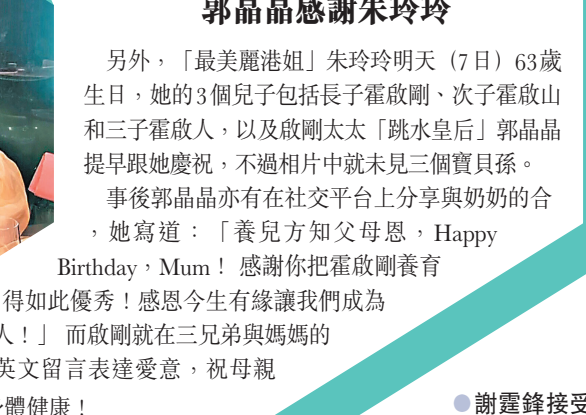 郭晶晶感謝朱玲玲
另外，「最美麗港姐」朱玲玲明天（7日）63歲
生日，她的3個兒子包括長子霍啟剛、次子霍啟山
和三子霍啟人，以及啟剛太太「跳水皇后」郭晶晶
提早跟她慶祝，不過相片中就未見三個寶貝孫。
事後郭晶晶亦有在社交平台上分享與奶奶的合
，她寫道：「養兒方知父母恩，Happy
Birthday，Mum！ 感謝你把霍啟剛養育
得如此優秀！感恩今生有緣讓我們成為
人！」 而啟剛就在三兄弟與媽媽的
英文留言表達愛意，祝母親
體健康！
●謝霆鋒接受